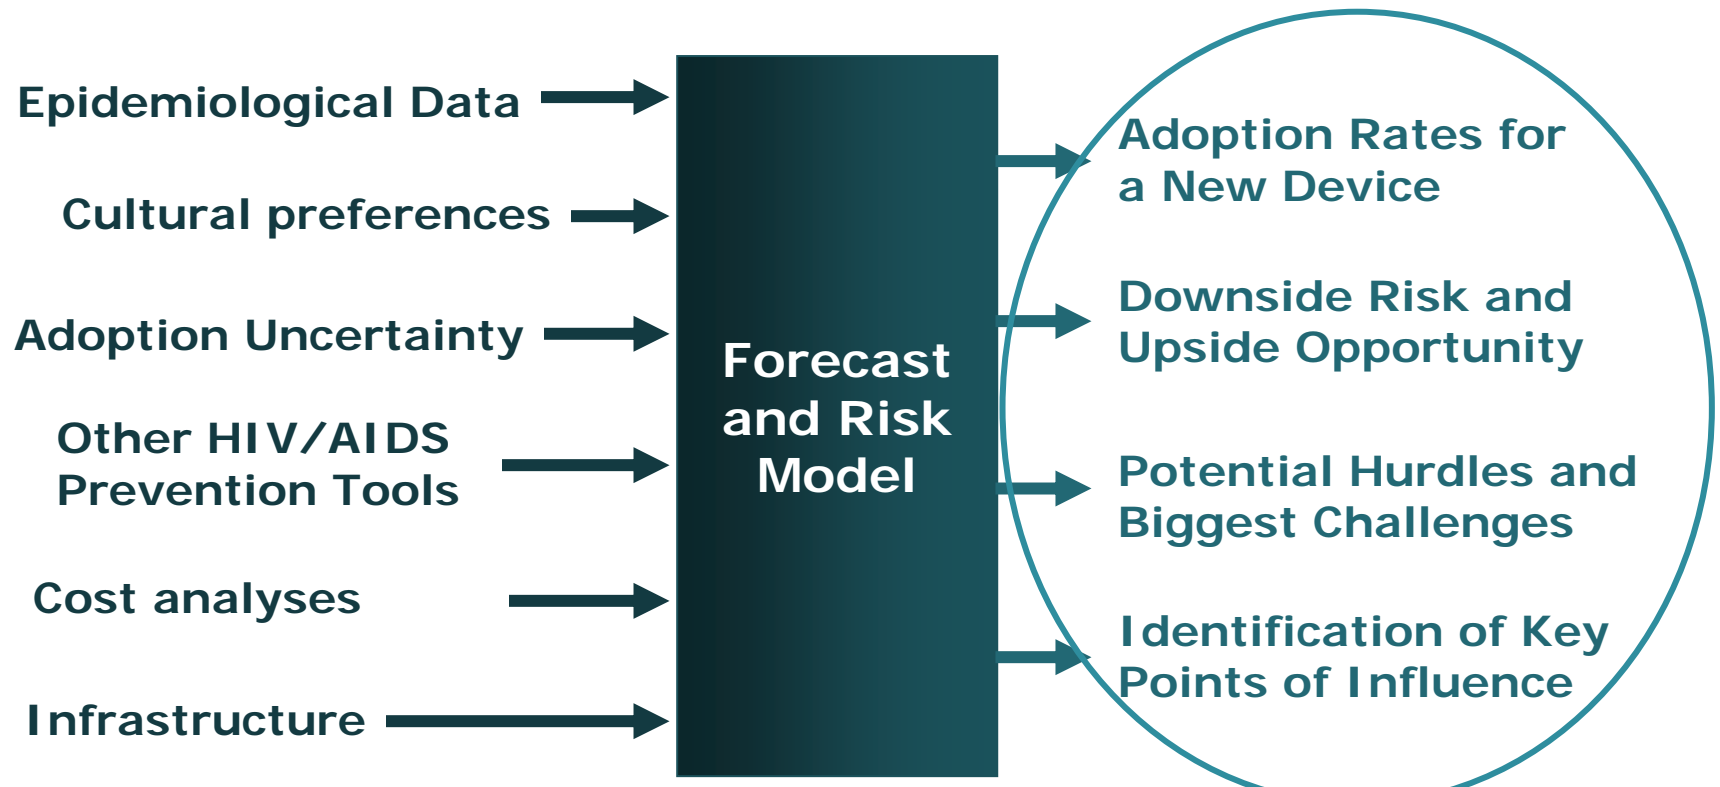 Epidemiological Data
Cultural preferences
Adoption Uncertainty
Other HIV/AIDS
Prevention Tools
Cost analyses
Infrastructure
Forecast
and Risk
Model
Adoption Rates for
a New Device
Downside Risk and
Upside Opportunity
Potential Hurdles and
Biggest Challenges
Identification of Key
Points of Influence